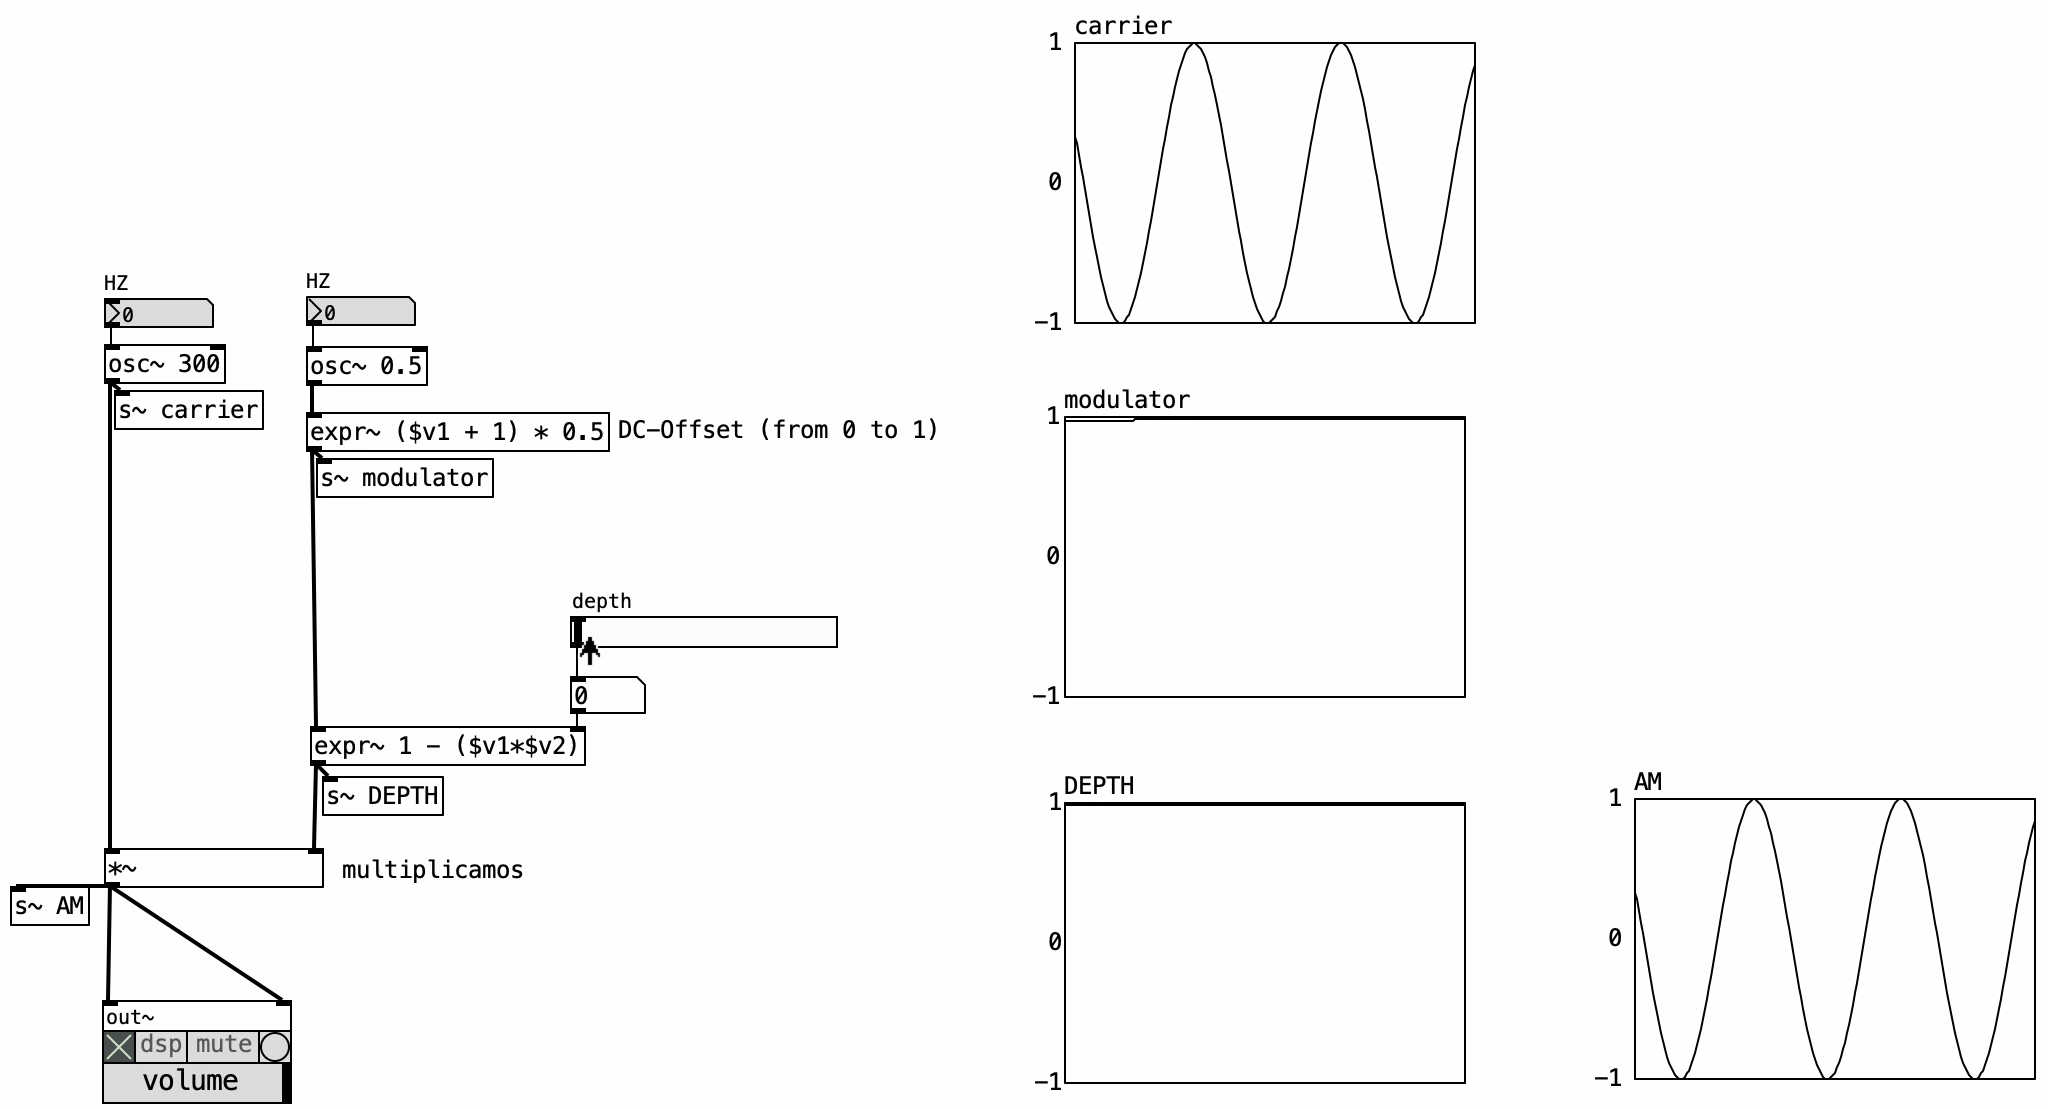 carrier
1
0
-1
HZ
0
osc~ 300
s~ carrier
HZ
0
osc~ 0.5
expr~ ($v1 + 1) * 0.5
DC-Offset (from 0 to 1)
s~ modulator
modulator
1
0
-1
depth
0
expr~ 1 - ($v1*$v2)
s~ DEPTH
*~
multiplicamos
s~ AM
out~
dsp
mute
volume
DEPTH
1
0
-1
AM
1
0
-1